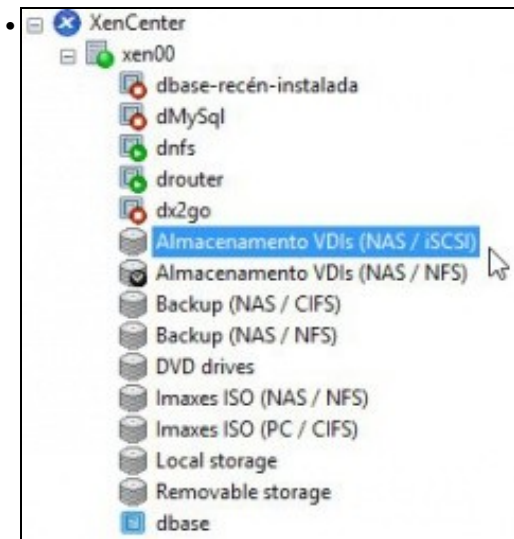 XenCenter
xen00
dbase-recén-instalada
dMySql
dnfs
drouter
dx2go
Almacenamento VDIs (NAS / iSCSI)
Almacenamento VDIs (NAS / NFS)
Backup (NAS / CIFS)
Backup (NAS / NFS)
DVD drives
Imaxes ISO (NAS / NFS)
Imaxes ISO (PC / CIFS)
Local storage
Removable storage
dbase